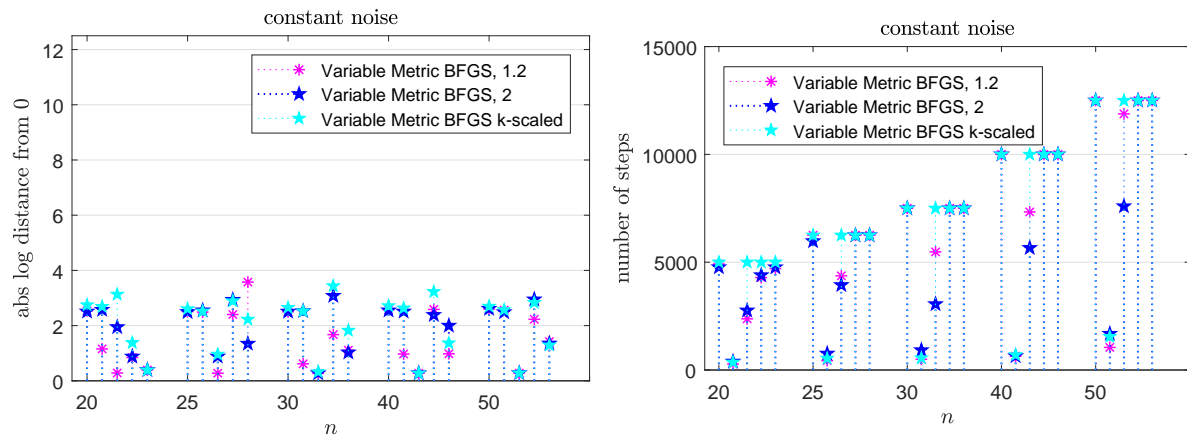 constant noise
12
10
8
6
4
2
0
abs log distance from 0
Variable Metric BFGS, 1.2
Variable Metric BFGS, 2
Variable Metric BFGS k-scaled
20 25 30 40 50
n
constant noise
15000
10000
5000
0
number of steps
Variable Metric BFGS, 1.2
Variable Metric BFGS, 2
Variable Metric BFGS k-scaled
20 25 30 40 50
n